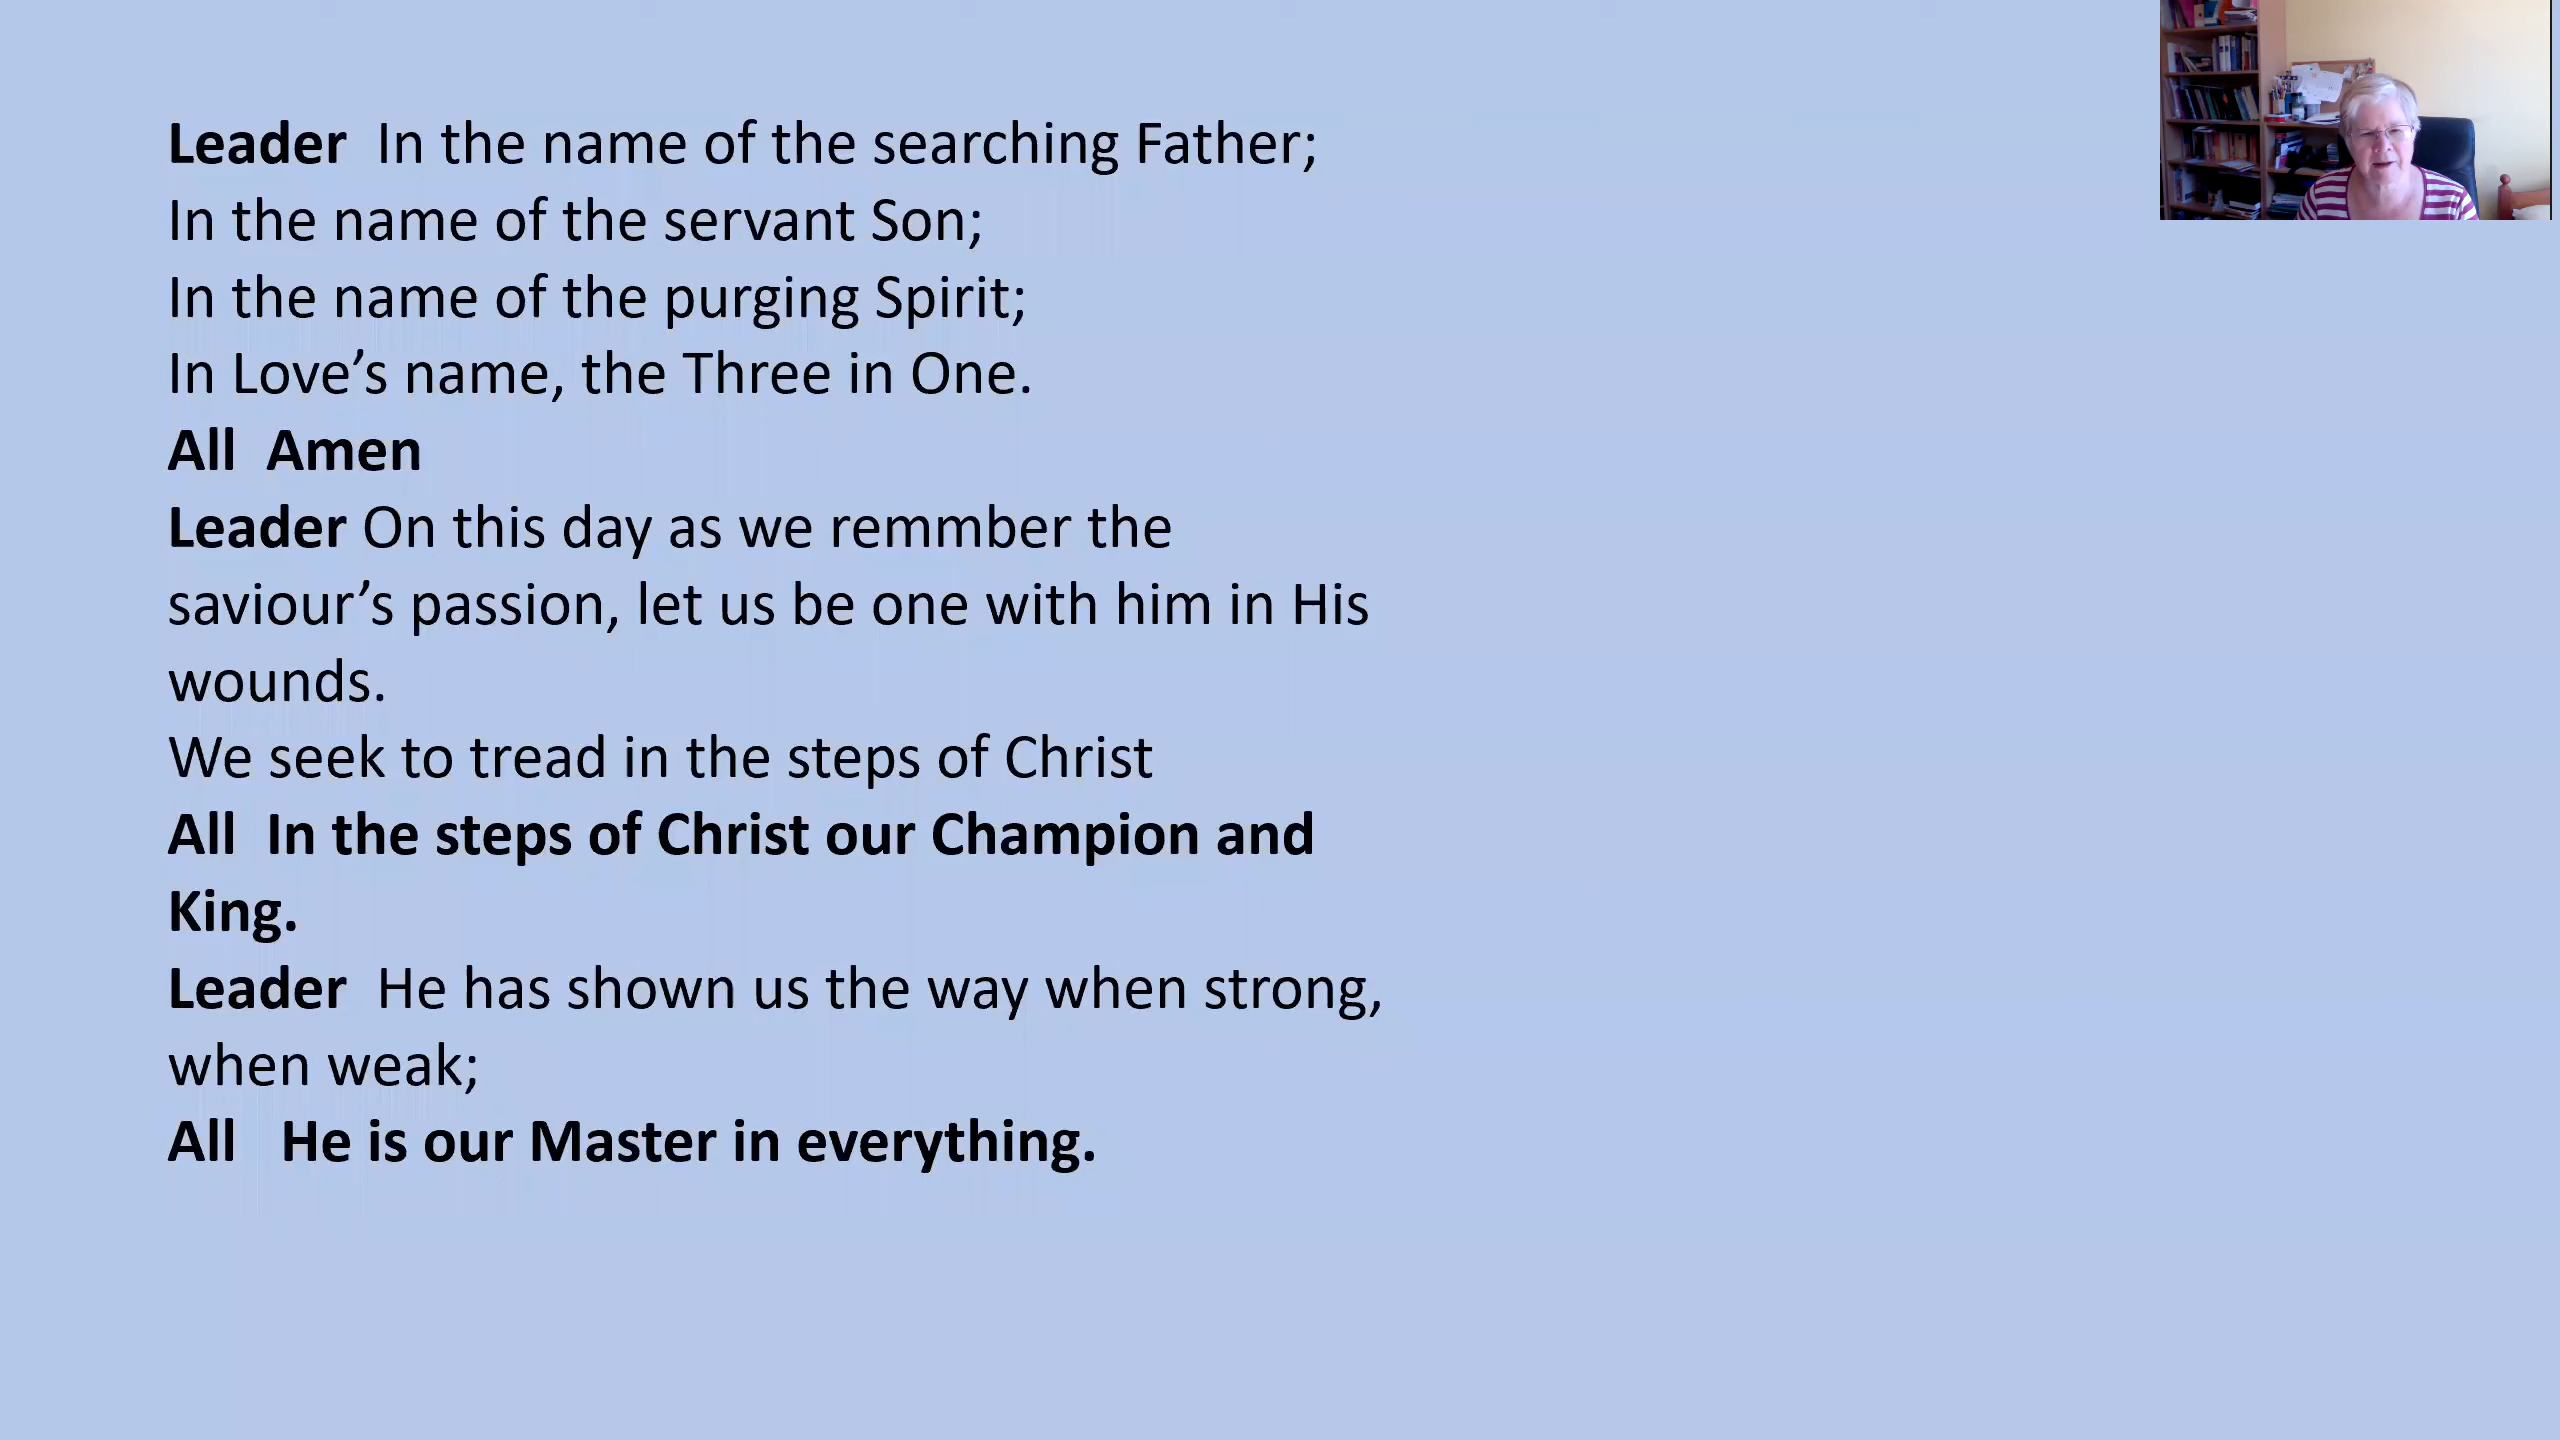 Leader  In the name of the searching Father;
In the name of the servant Son;
In the name of the purging Spirit;
In Love’s name, the Three in One.
All  Amen
Leader On this day as we remmber the
saviour’s passion, let us be one with him in His
wounds.
We seek to tread in the steps of Christ
All  In the steps of Christ our Champion and
King.
Leader  He has shown us the way when strong,
when weak;
All   He is our Master in everything.